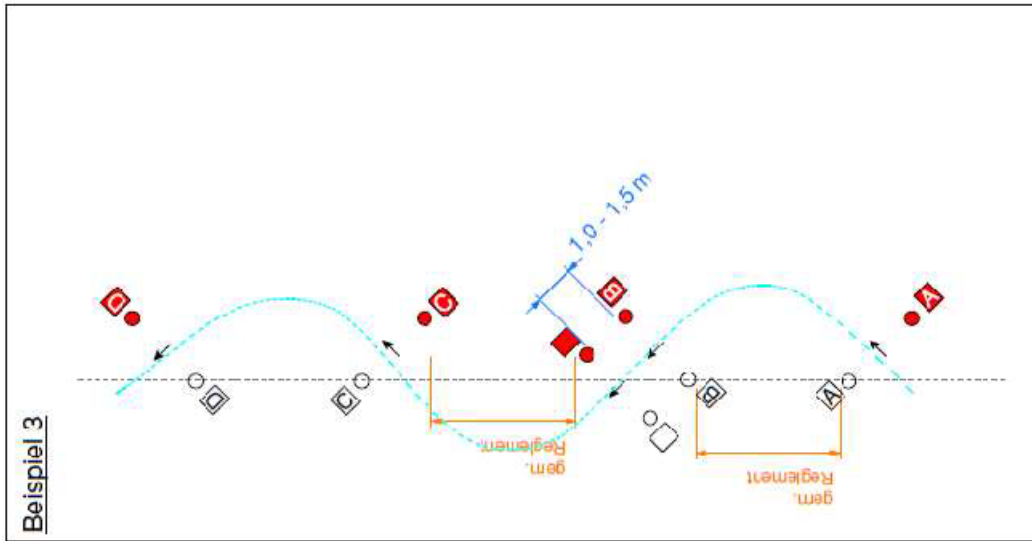 Beispiel 3
D
C
B
A
1,0 - 1,5 m
D
C
B
A
gem.
Reglement
gem.
Reglement